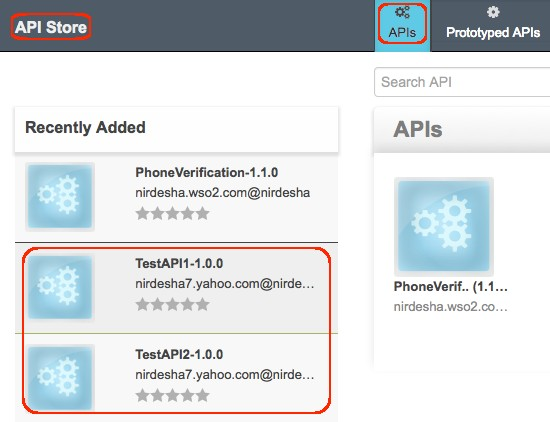 API Store
APIs
Prototyped APIs
Search API
Recently Added
PhoneVerification-1.1.0
nirdesha.wso2.com@nirdesha
TestAPI1-1.0.0
nirdesha7.yahoo.com@nirde...
TestAPI2-1.0.0
nirdesha7.yahoo.com@nirde...
APIs
PhoneVerif.. (1.1...
nirdesha.wso2.co...